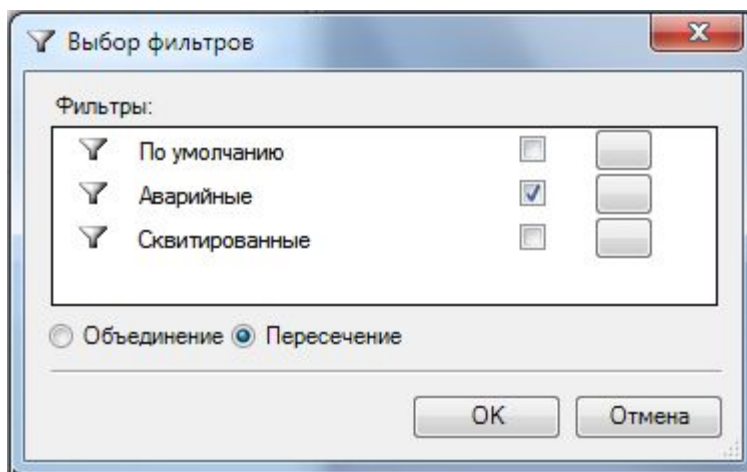 Выбор фильтров
Фильтры:
По умолчанию
Аварийные
Сквитированные
Объединение Пересечение
OK Отмена